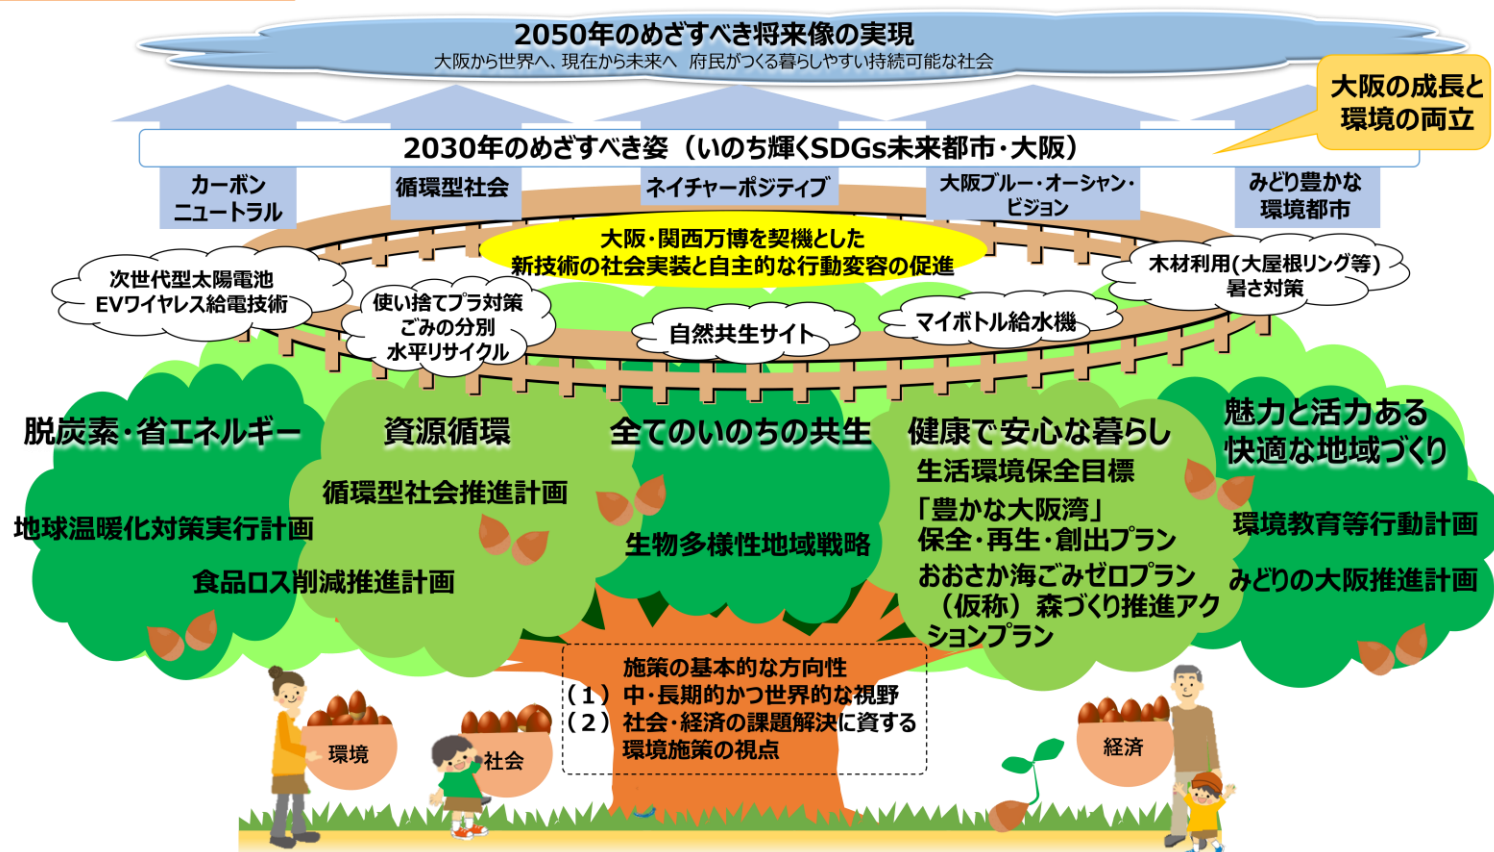 2050年のめざすべき将来像の実現
大阪から世界へ、現在から未来へ 府民がつくる暮らしやすい持続可能な社会
大阪の成長と
環境の両立
2030年のめざすべき姿（いのち輝くSDGs未来都市・大阪）
カーボン
ニュートラル
循環型社会
ネイチャーポジティブ
大阪ブルー・オーシャン・
ビジョン
みどり豊かな
環境都市
大阪・関西万博を契機とした
新技術の社会実装と自主的な行動変容の促進
次世代型太陽電池
EVワイヤレス給電技術
使い捨てプラ対策
ごみの分別
水平リサイクル
自然共生サイト
マイボトル給水機
木材利用(大屋根リング等)
暑さ対策
脱炭素・省エネルギー
地球温暖化対策実行計画
資源循環
循環型社会推進計画
食品ロス削減推進計画
全てのいのちの共生
生物多様性地域戦略
健康で安心な暮らし
生活環境保全目標
「豊かな大阪湾」
保全・再生・創出プラン
おおさか海ごみゼロプラン
（仮称）森づくり推進アク
ションプラン
魅力と活力ある
快適な地域づくり
環境教育等行動計画
みどりの大阪推進計画
施策の基本的な方向性
（１）中・長期的かつ世界的な視野
（２）社会・経済の課題解決に資する
環境施策の視点
環境
社会
経済